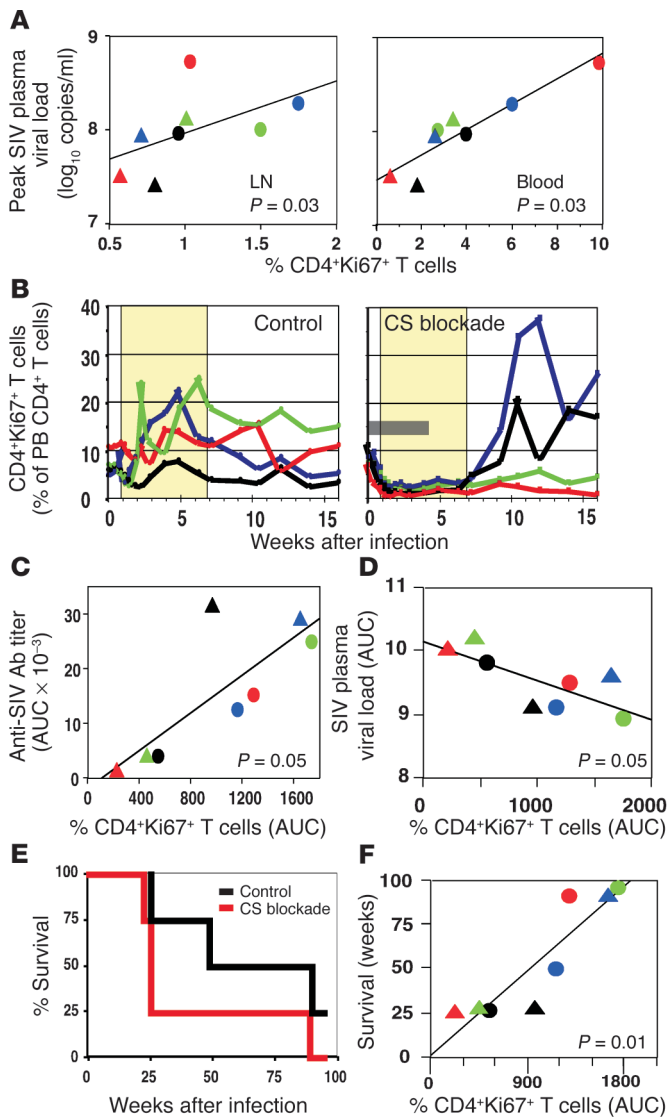 A
Peak SIV plasma
viral load
(log10 copies/ml)
9
8
7
LN
P = 0.03
0.5
1
1.5
2
Blood
P = 0.03
0
2
4
6
8
10
% CD4+Ki67+ T cells
B
CD4+Ki67+ T cells
(% of PB CD4+ T cells)
40
30
20
10
0
Control
CS blockade
0
5
10
15
0
5
10
15
Weeks after infection
C
Anti-SIV Ab titer
(AUC × 10–3)
30
20
10
0
P = 0.05
0
400
800
1200
1600
% CD4+Ki67+ T cells (AUC)
D
SIV plasma
viral load (AUC)
11
10
9
8
P = 0.05
0
1000
2000
% CD4+Ki67+ T cells (AUC)
E
% Survival
100
75
50
25
0
Control
CS blockade
0
25
50
75
100
Weeks after infection
F
Survival (weeks)
100
75
50
25
0
P = 0.01
0
900
1800
% CD4+Ki67+ T cells (AUC)